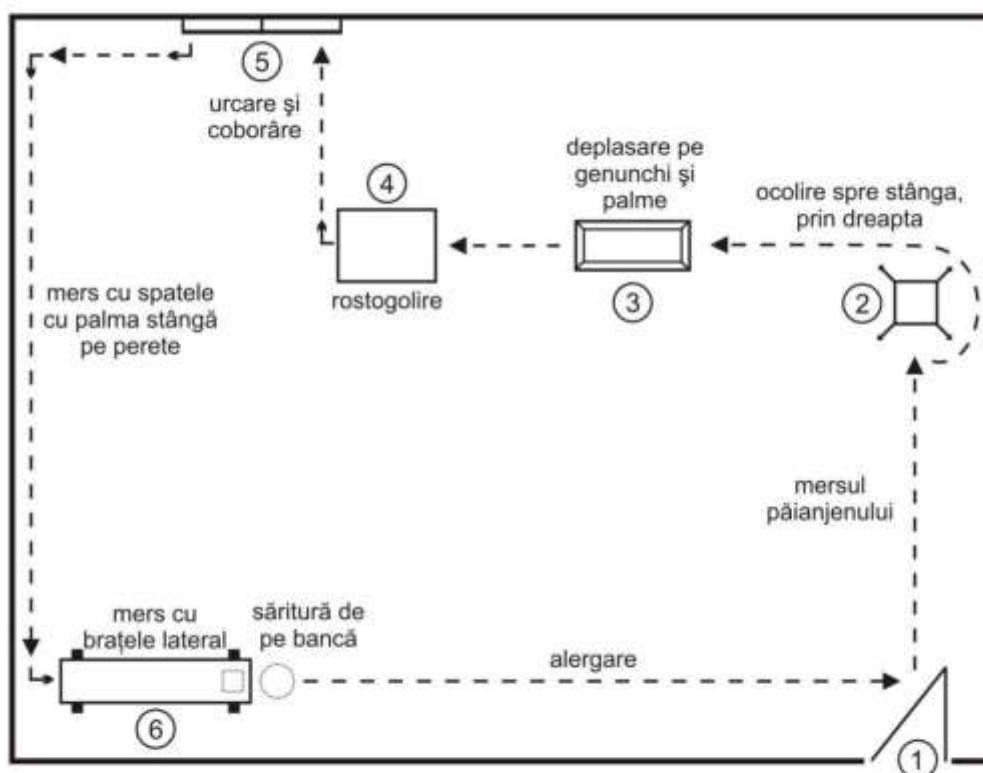 5
urcare şi
coborâre
4
rostogolire
deplasare pe
genunchi şi
palme
3
ocolire spre stânga,
prin dreapta
2
mers cu spatele
cu palma stângă
pe perete
mersul
păianjenului
mers cu
brațele lateral
săritură de
pe bancă
alergare
6
1